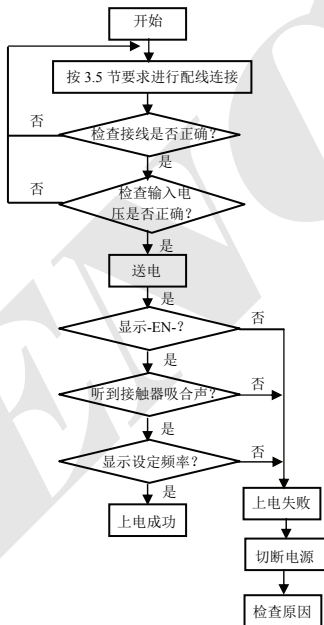 开始
按 3.5 节要求进行配线连接
否
检查接线是否正确?
是
否
检查输入电
压是否正确?
是
送电
是
显示-EN-?
否
是
听到接触器吸合声?
否
是
显示设定频率?
否
是
上电成功
上电失败
切断电源
检查原因